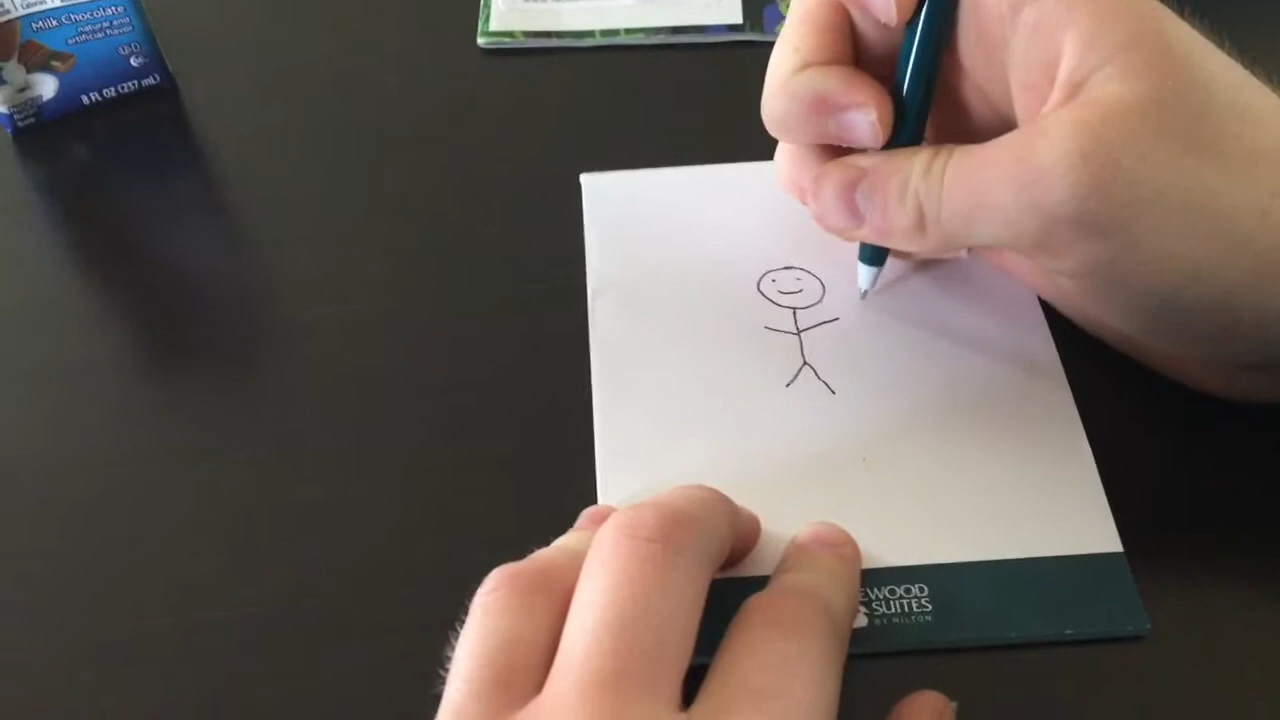 Milk Chocolate
natural and
artificial flavor
8 FL OZ (237 mL)
EWOOD
SUITES
BY HILTON